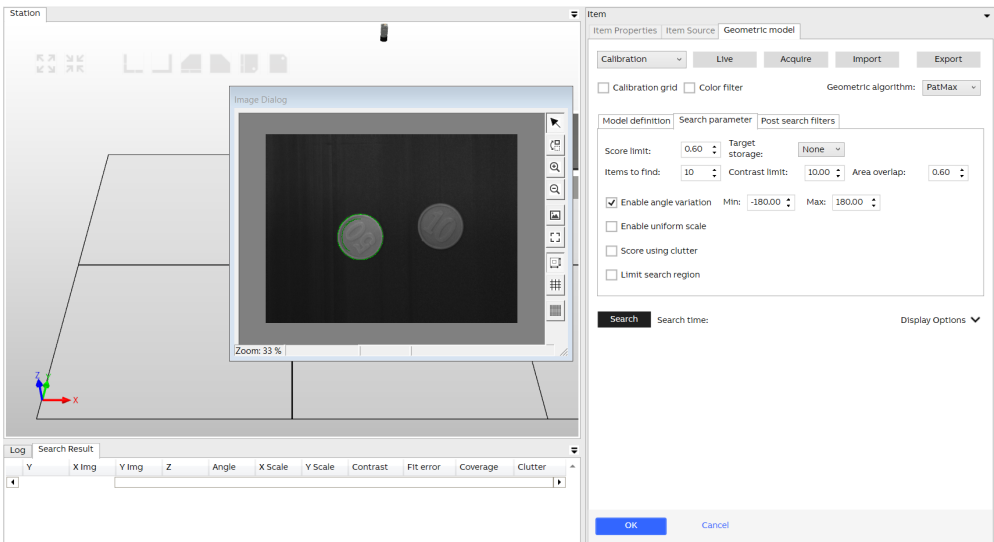 Station
Item
Item Properties Item Source Geometric model
Calibration Live Acquire Import Export
Calibration grid Color filter Geometric algorithm: PatMax
Image Dialog
Model definition Search parameter Post search filters
Score limit: 0.60 Target storage: None
Items to find: 10 Contrast limit: 10.00 Area overlap: 0.60
Enable angle variation Min: -180.00 Max: 180.00
Enable uniform scale
Score using clutter
Limit search region
Search Search time: Display Options
10
Zoom: 33 %
Z
X
Log Search Result
Y X Img Y Img Z Angle X Scale Y Scale Contrast Fit error Coverage Clutter
OK Cancel